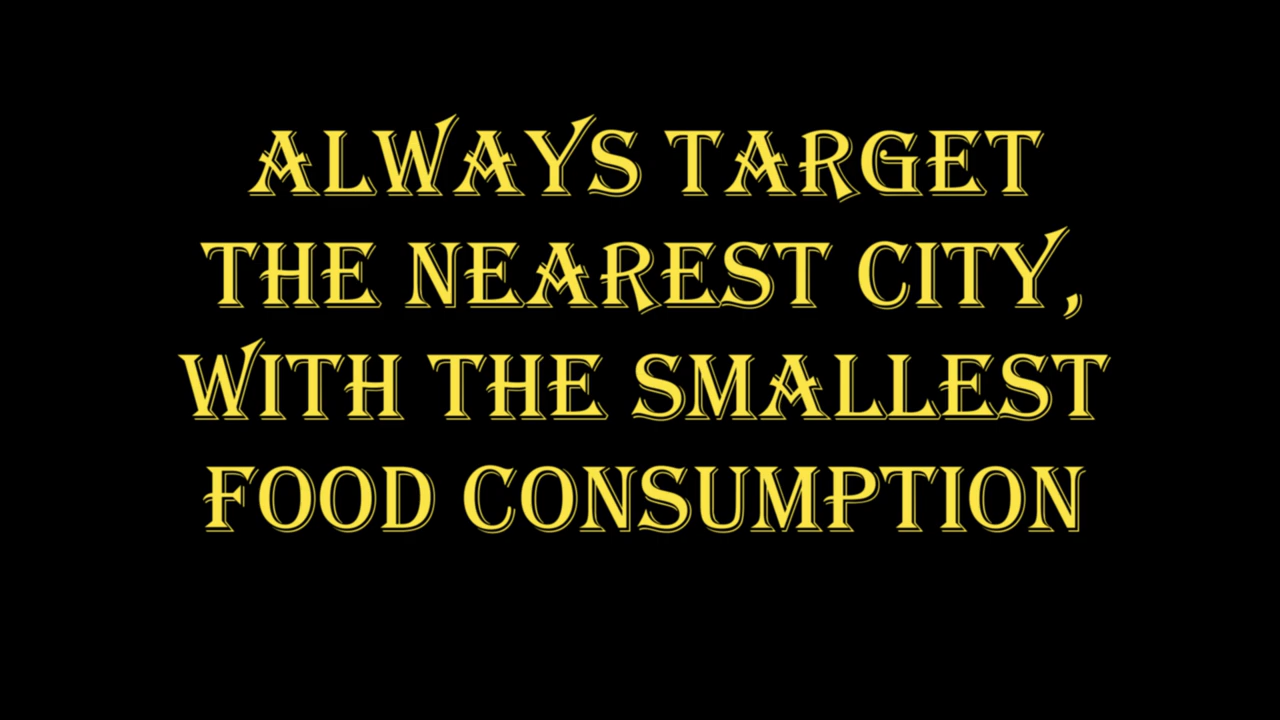 ALWAYS TARGET
THE NEAREST CITY,
WITH THE SMALLEST
FOOD CONSUMPTION